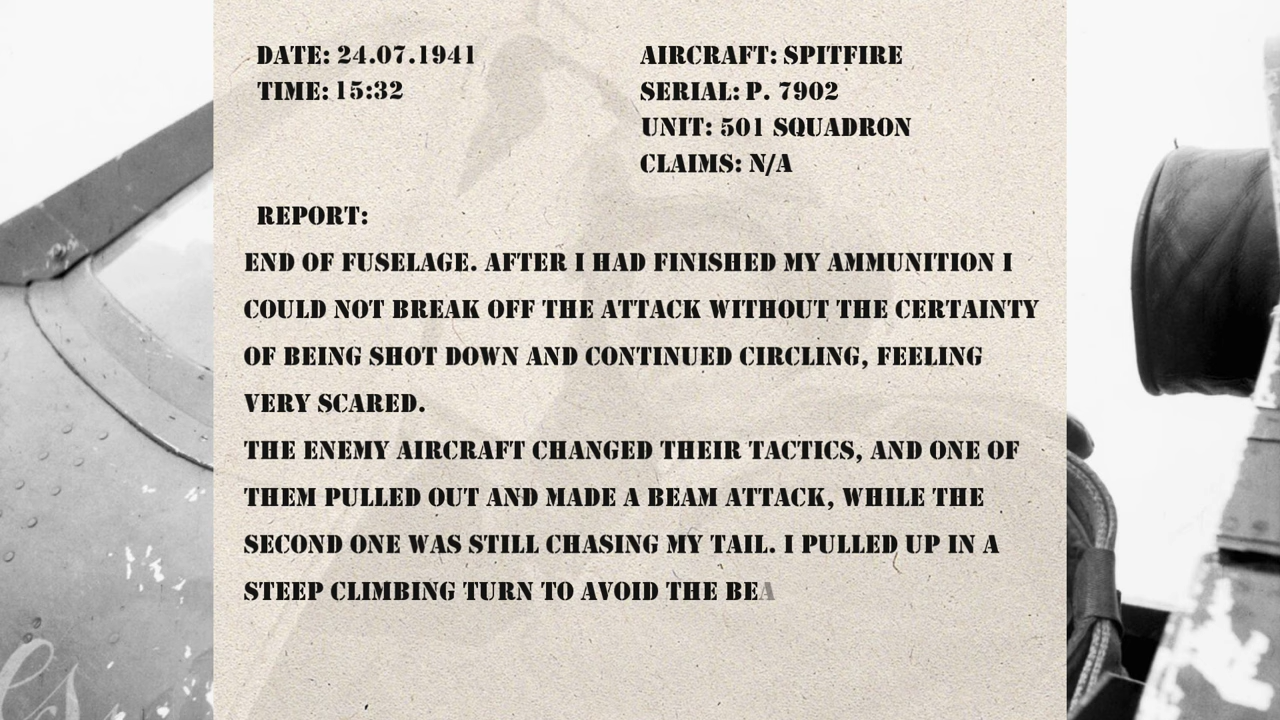 DATE: 24.07.1941
TIME: 15:32
AIRCRAFT: SPITFIRE
SERIAL: P. 7902
UNIT: 501 SQUADRON
CLAIMS: N/A
REPORT:
END OF FUSELAGE. AFTER I HAD FINISHED MY AMMUNITION I
COULD NOT BREAK OFF THE ATTACK WITHOUT THE CERTAINTY
OF BEING SHOT DOWN AND CONTINUED CIRCLING, FEELING
VERY SCARED.
THE ENEMY AIRCRAFT CHANGED THEIR TACTICS, AND ONE OF
THEM PULLED OUT AND MADE A BEAM ATTACK, WHILE THE
SECOND ONE WAS STILL CHASING MY TAIL. I PULLED UP IN A
STEEP CLIMBING TURN TO AVOID THE BEA